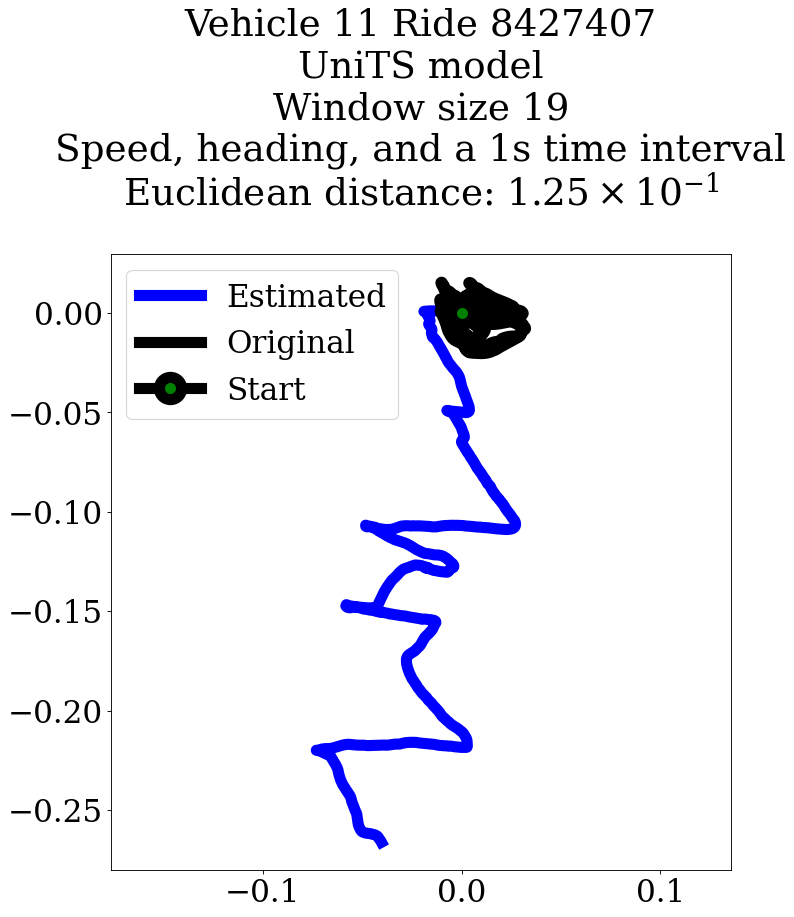 Vehicle 11 Ride 8427407
UniTS model
Window size 19
Speed, heading, and a 1s time interval
Euclidean distance: 1.25 × 10⁻¹
Estimated
Original
Start
0.00
−0.05
−0.10
−0.15
−0.20
−0.25
−0.1 0.0 0.1